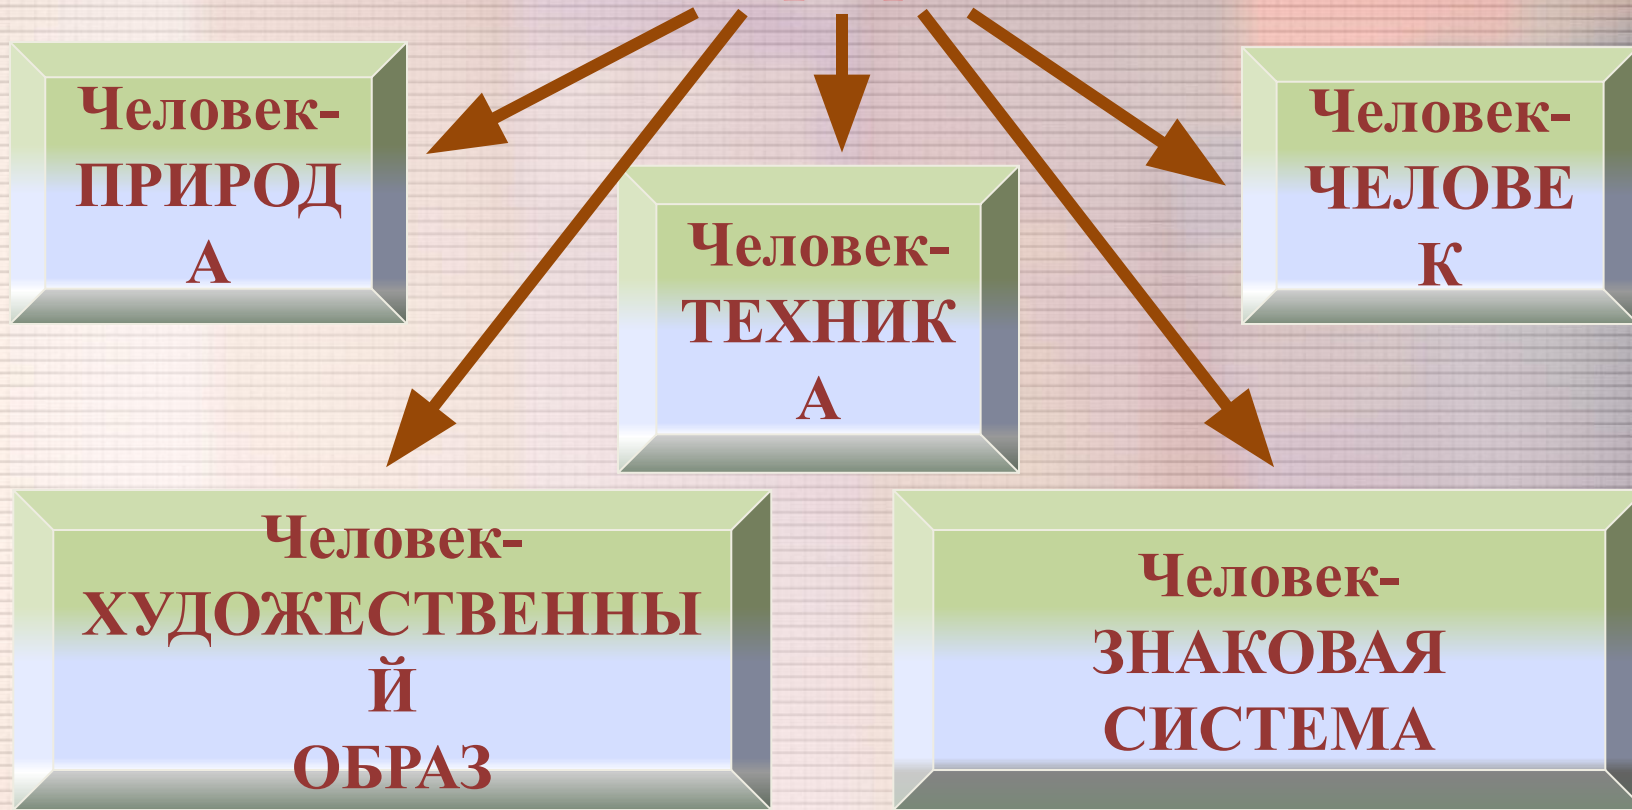 Человек-
ПРИРОД
А
Человек-
ТЕХНИК
А
Человек-
ЧЕЛОВЕ
К
Человек-
ХУДОЖЕСТВЕННЫ
Й
ОБРАЗ
Человек-
ЗНАКОВАЯ
СИСТЕМА